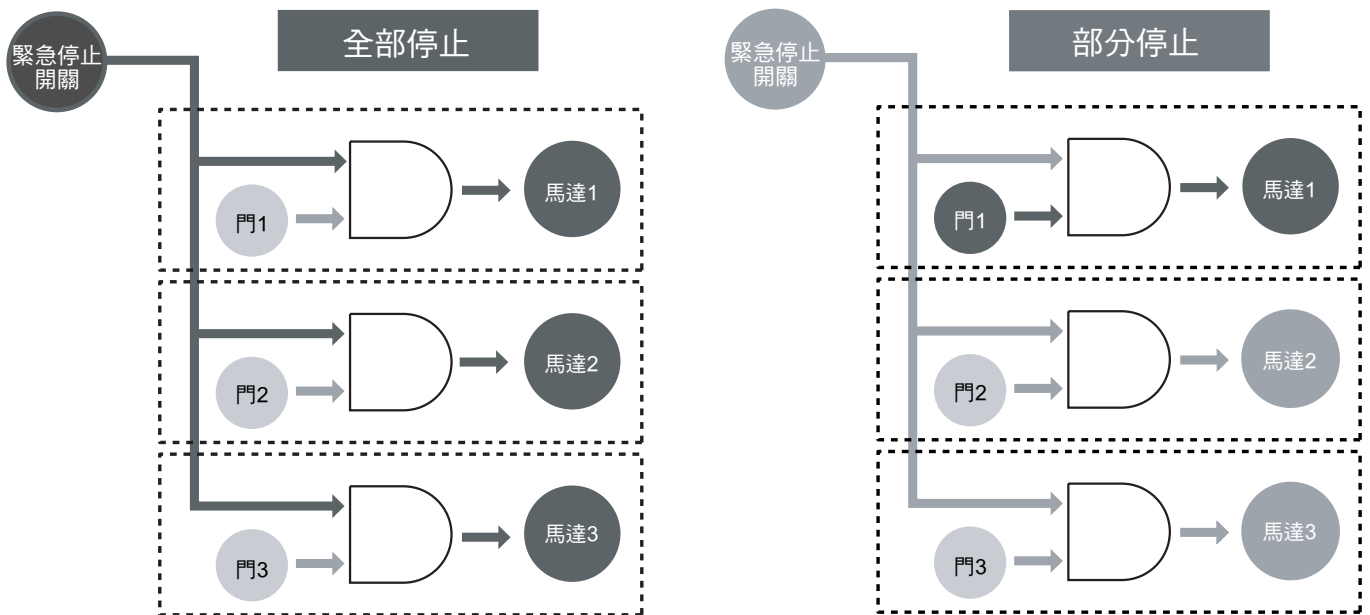 緊急停止
開關
全部停止
門1
馬達1
門2
馬達2
門3
馬達3
緊急停止
開關
部分停止
門1
馬達1
門2
馬達2
門3
馬達3